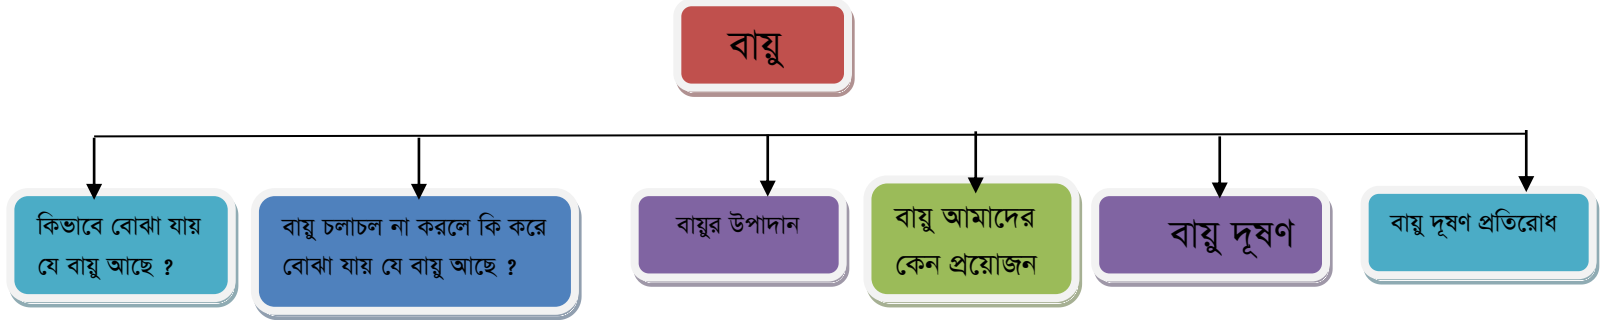 বায়ু
কিভাবে বোঝা যায়
যে বায়ু আছে ?
বায়ু চলাচল না করলে কি করে
বোঝা যায় যে বায়ু আছে ?
বায়ুর উপাদান
বায়ু আমাদের
কেন প্রয়োজন
বায়ু দূষণ
বায়ু দূষণ প্রতিরোধ